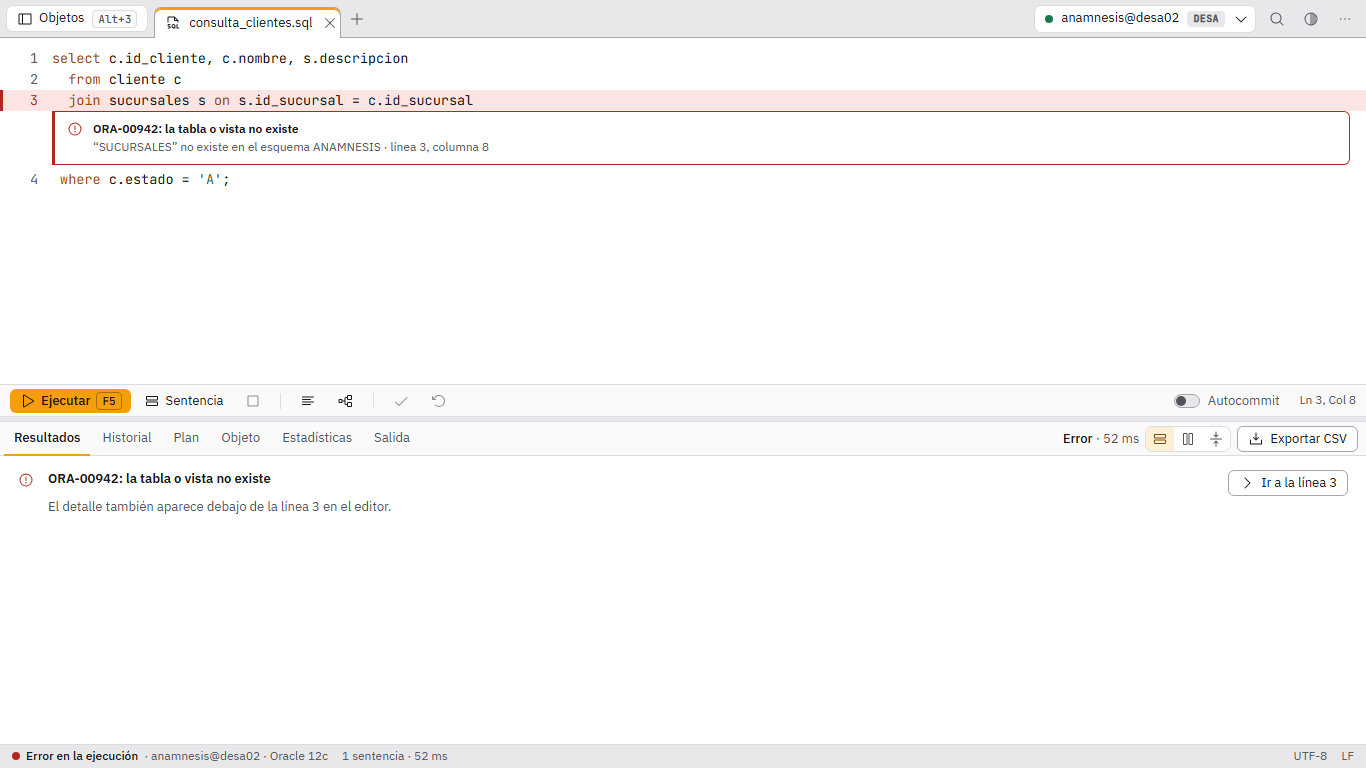 Objetos Alt+3 consulta_clientes.sql anamnesis@desa02 DESA
1 select c.id_cliente, c.nombre, s.descripcion
2 from cliente c
3 join sucursales s on s.id_sucursal = c.id_sucursal
ORA-00942: la tabla o vista no existe
“SUCURSALES” no existe en el esquema ANAMNESIS · línea 3, columna 8
4 where c.estado = 'A';
Ejecutar F5 Sentencia Autocommit Ln 3, Col 8
Resultados Historial Plan Objeto Estadísticas Salida Error · 52 ms Exportar CSV
ORA-00942: la tabla o vista no existe Ir a la línea 3
El detalle también aparece debajo de la línea 3 en el editor.
Error en la ejecución · anamnesis@desa02 · Oracle 12c 1 sentencia · 52 ms UTF-8 LF